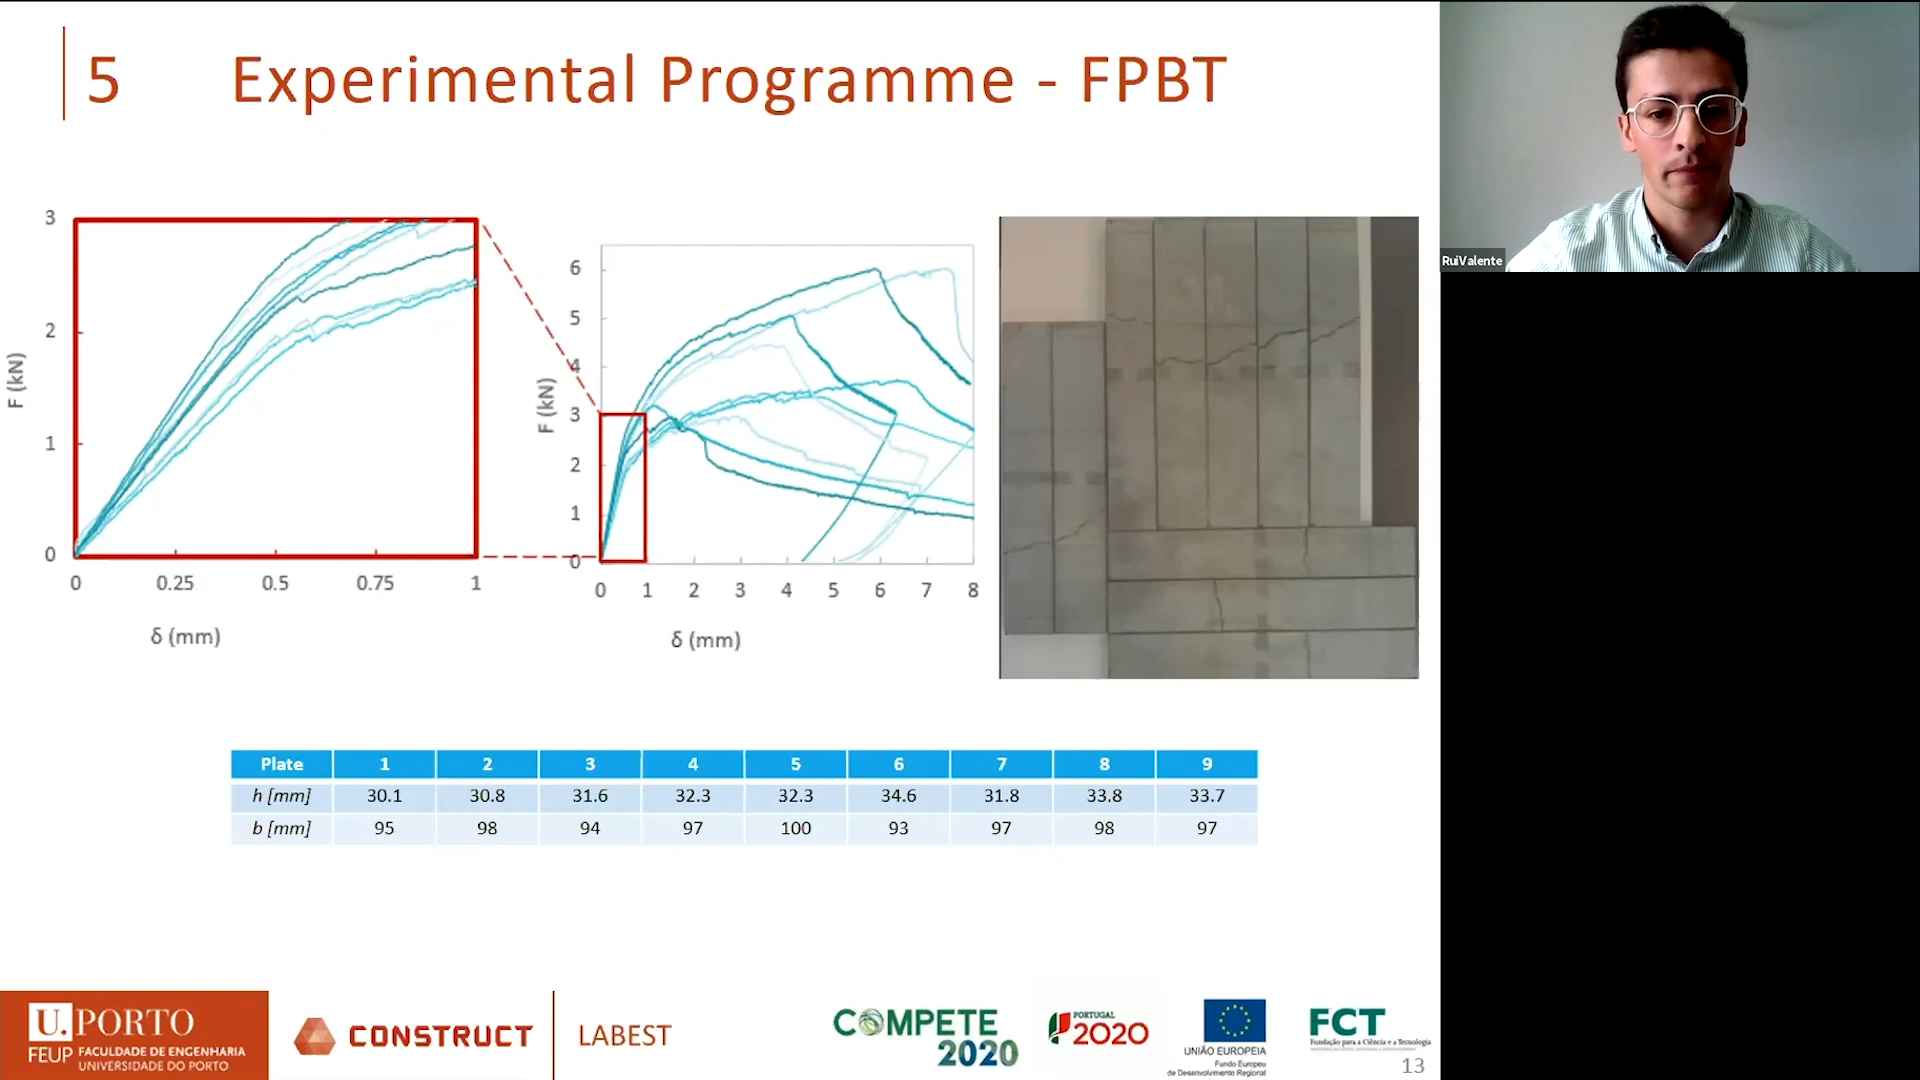 5 Experimental Programme - FPBT
3
2
1
0
F (kN)
0 0.25 0.5 0.75 1
δ (mm)
6
5
4
3
2
1
0
F (kN)
0 1 2 3 4 5 6 7 8
δ (mm)
RuiValente
Plate 1 2 3 4 5 6 7 8 9
h [mm] 30.1 30.8 31.6 32.3 32.3 34.6 31.8 33.8 33.7
b [mm] 95 98 94 97 100 93 97 98 97
U.PORTO
FEUP FACULDADE DE ENGENHARIA
UNIVERSIDADE DO PORTO
CONSTRUCT
LABEST
COMPETE
2020
PORTUGAL
2020
UNIÃO EUROPEIA
Fundo Europeu
de Desenvolvimento Regional
FCT
Fundação para a Ciência e a Tecnologia
13